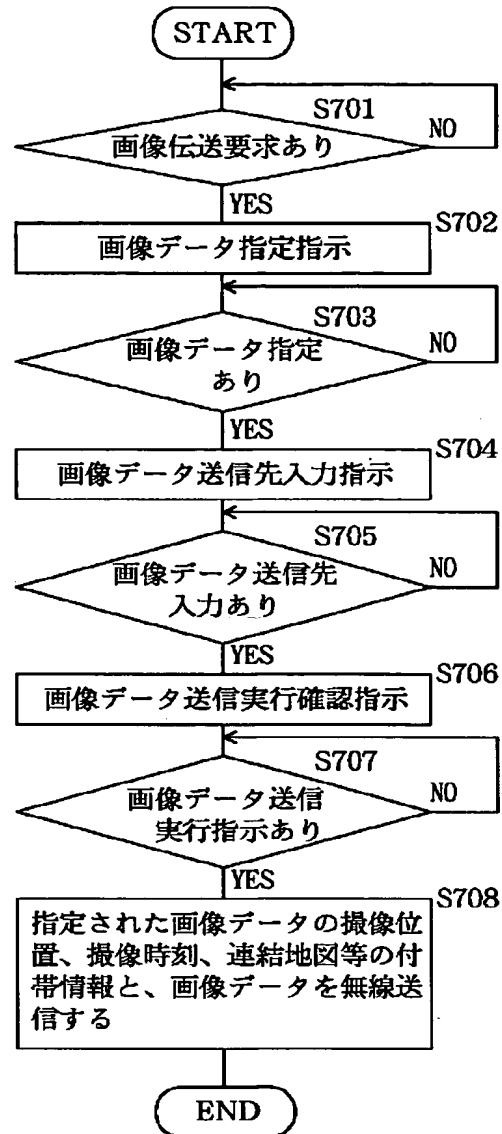 START
S701
画像伝送要求あり
NO
YES
S702
画像データ指定指示
S703
画像データ指定
あり
NO
YES
S704
画像データ送信先入力指示
S705
画像データ送信先
入力あり
NO
YES
S706
画像データ送信実行確認指示
S707
画像データ送信
実行指示あり
NO
YES
S708
指定された画像データの撮像位
置、撮像時刻、連結地図等の付
帯情報と、画像データを無線送
信する
END